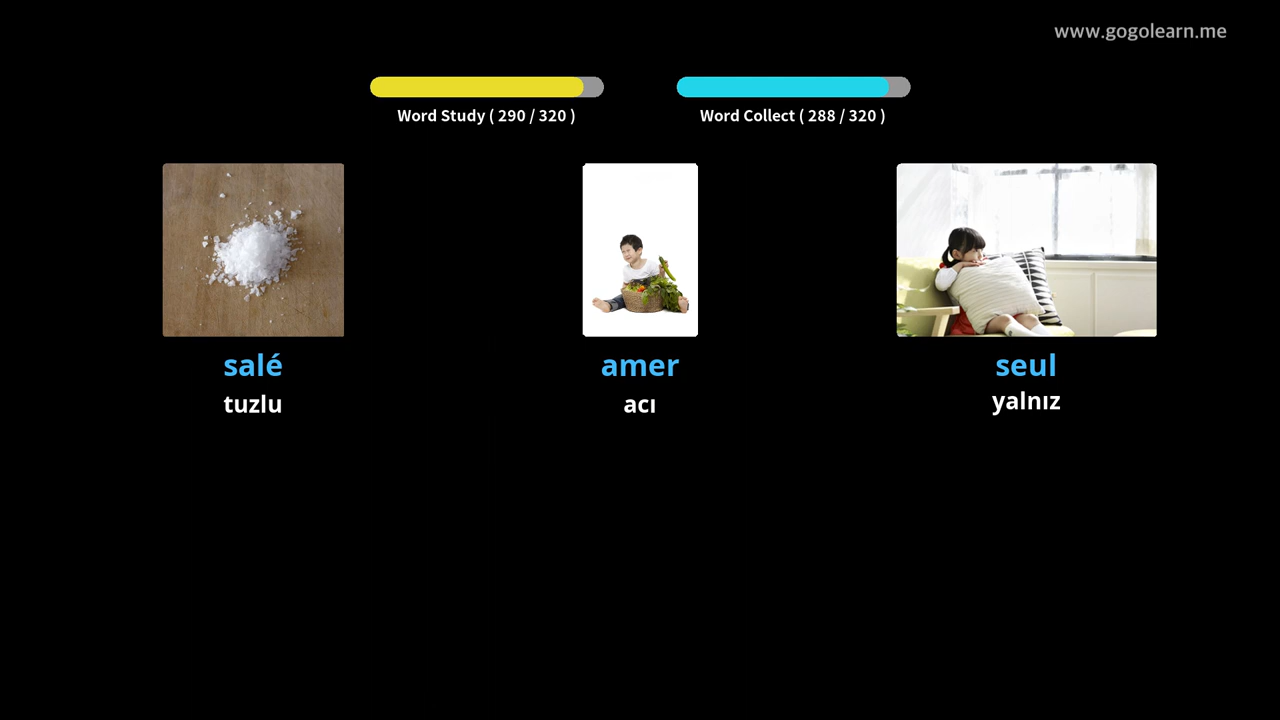 www.gogolearn.me
Word Study ( 290 / 320 )
Word Collect ( 288 / 320 )
salé
amer
seul
tuzlu
acı
yalnız